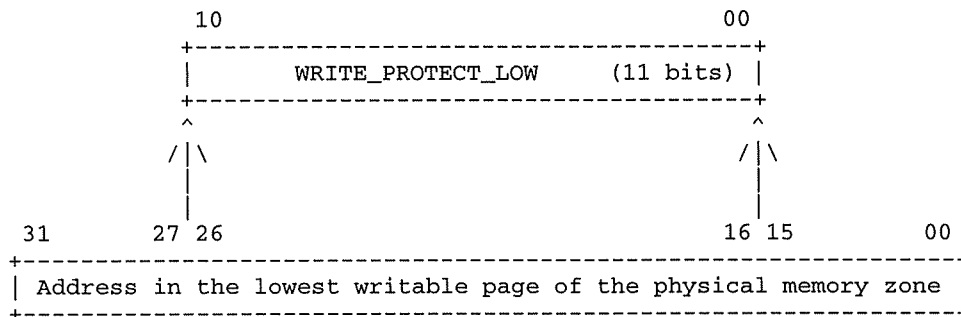 10 00
WRITE_PROTECT_LOW (11 bits)
31 27 26 16 15 00
Address in the lowest writable page of the physical memory zone